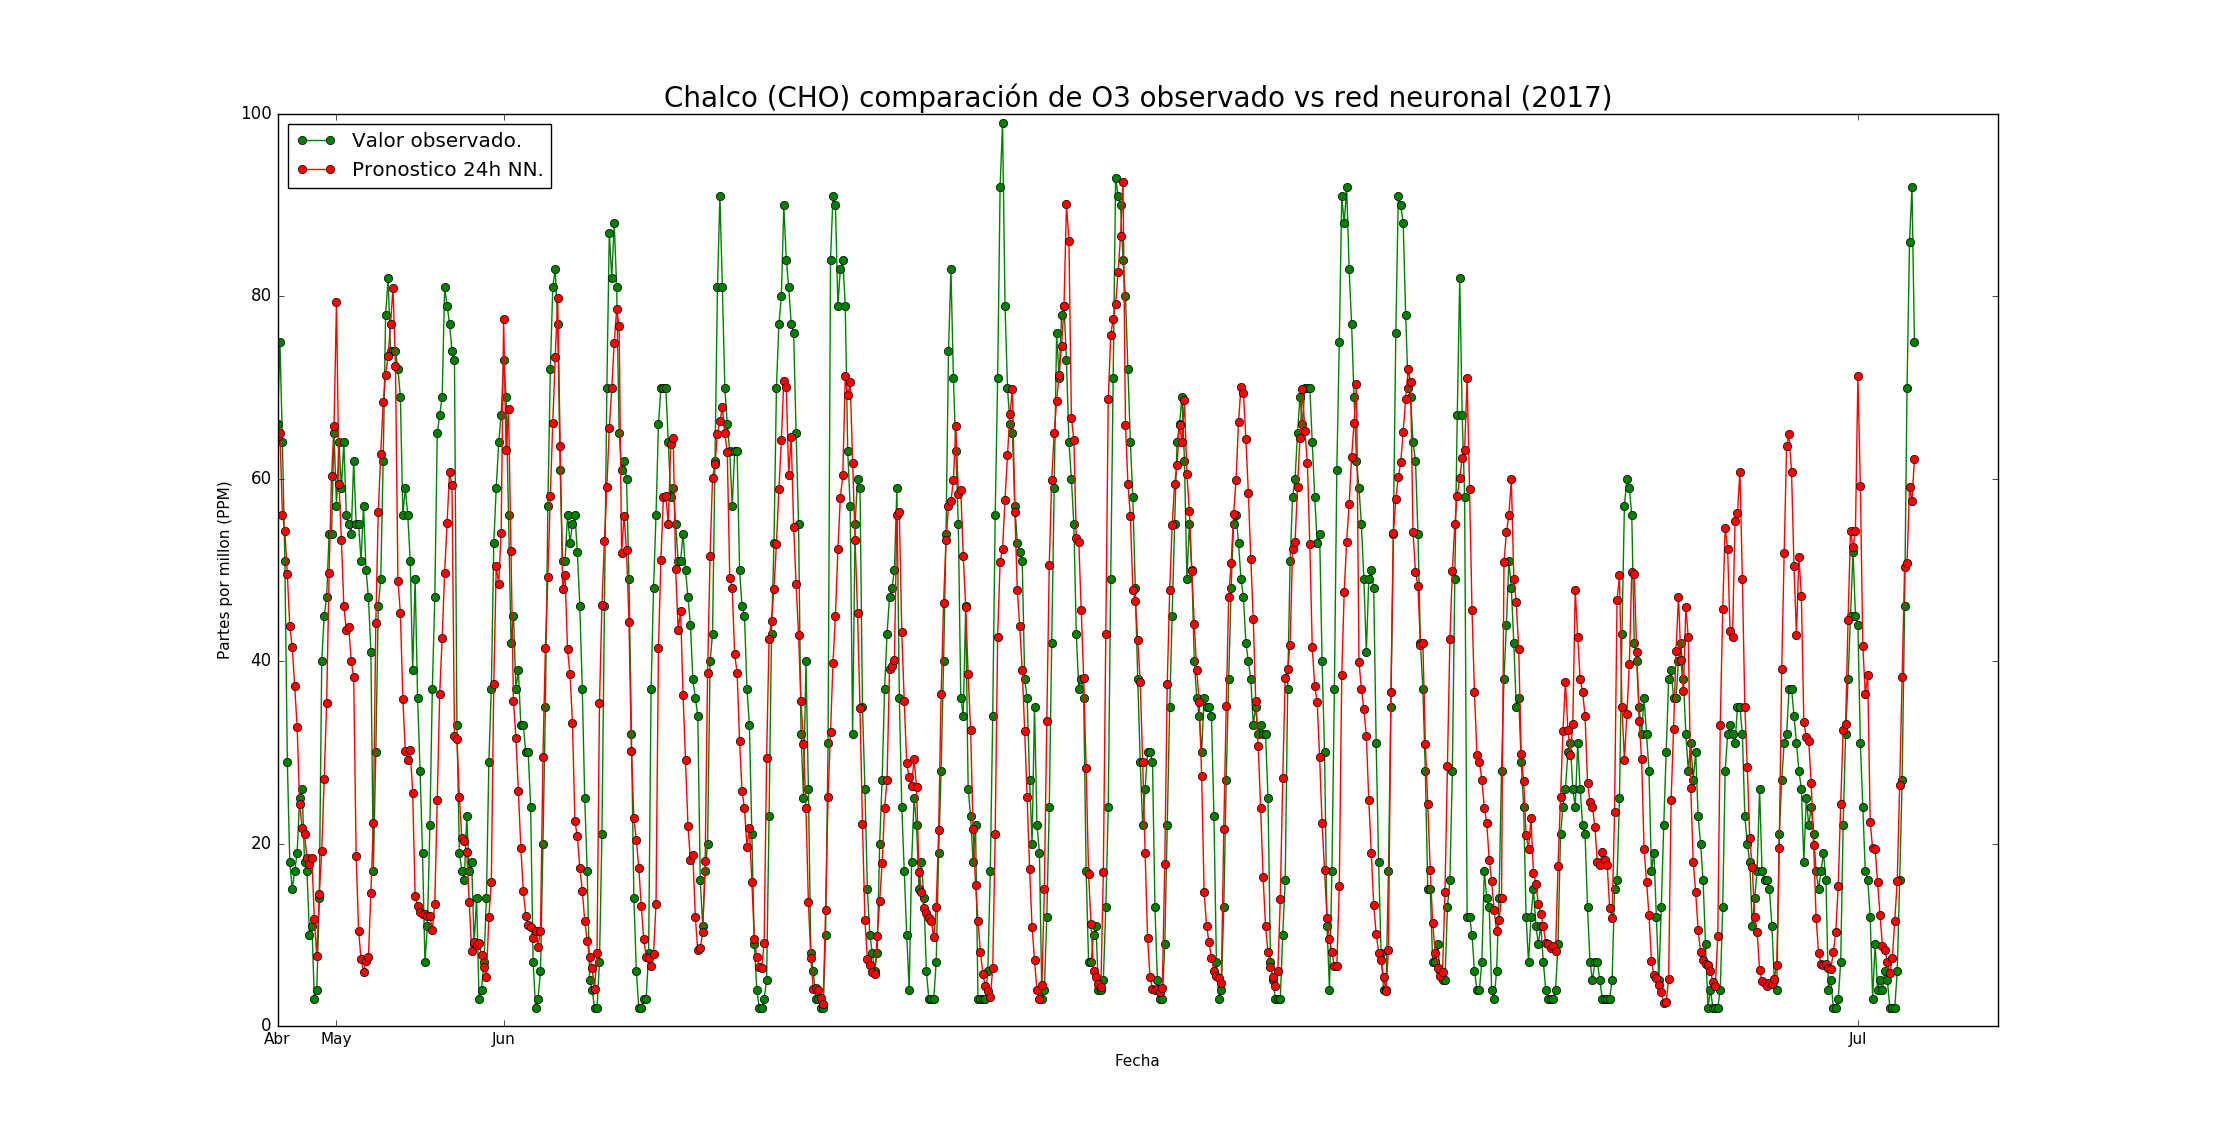 Chalco (CHO) comparación de O3 observado vs red neuronal (2017)
Valor observado.
Pronostico 24h NN.
100
80
60
40
20
0
Partes por millon (PPM)
Abr May Jun Jul
Fecha